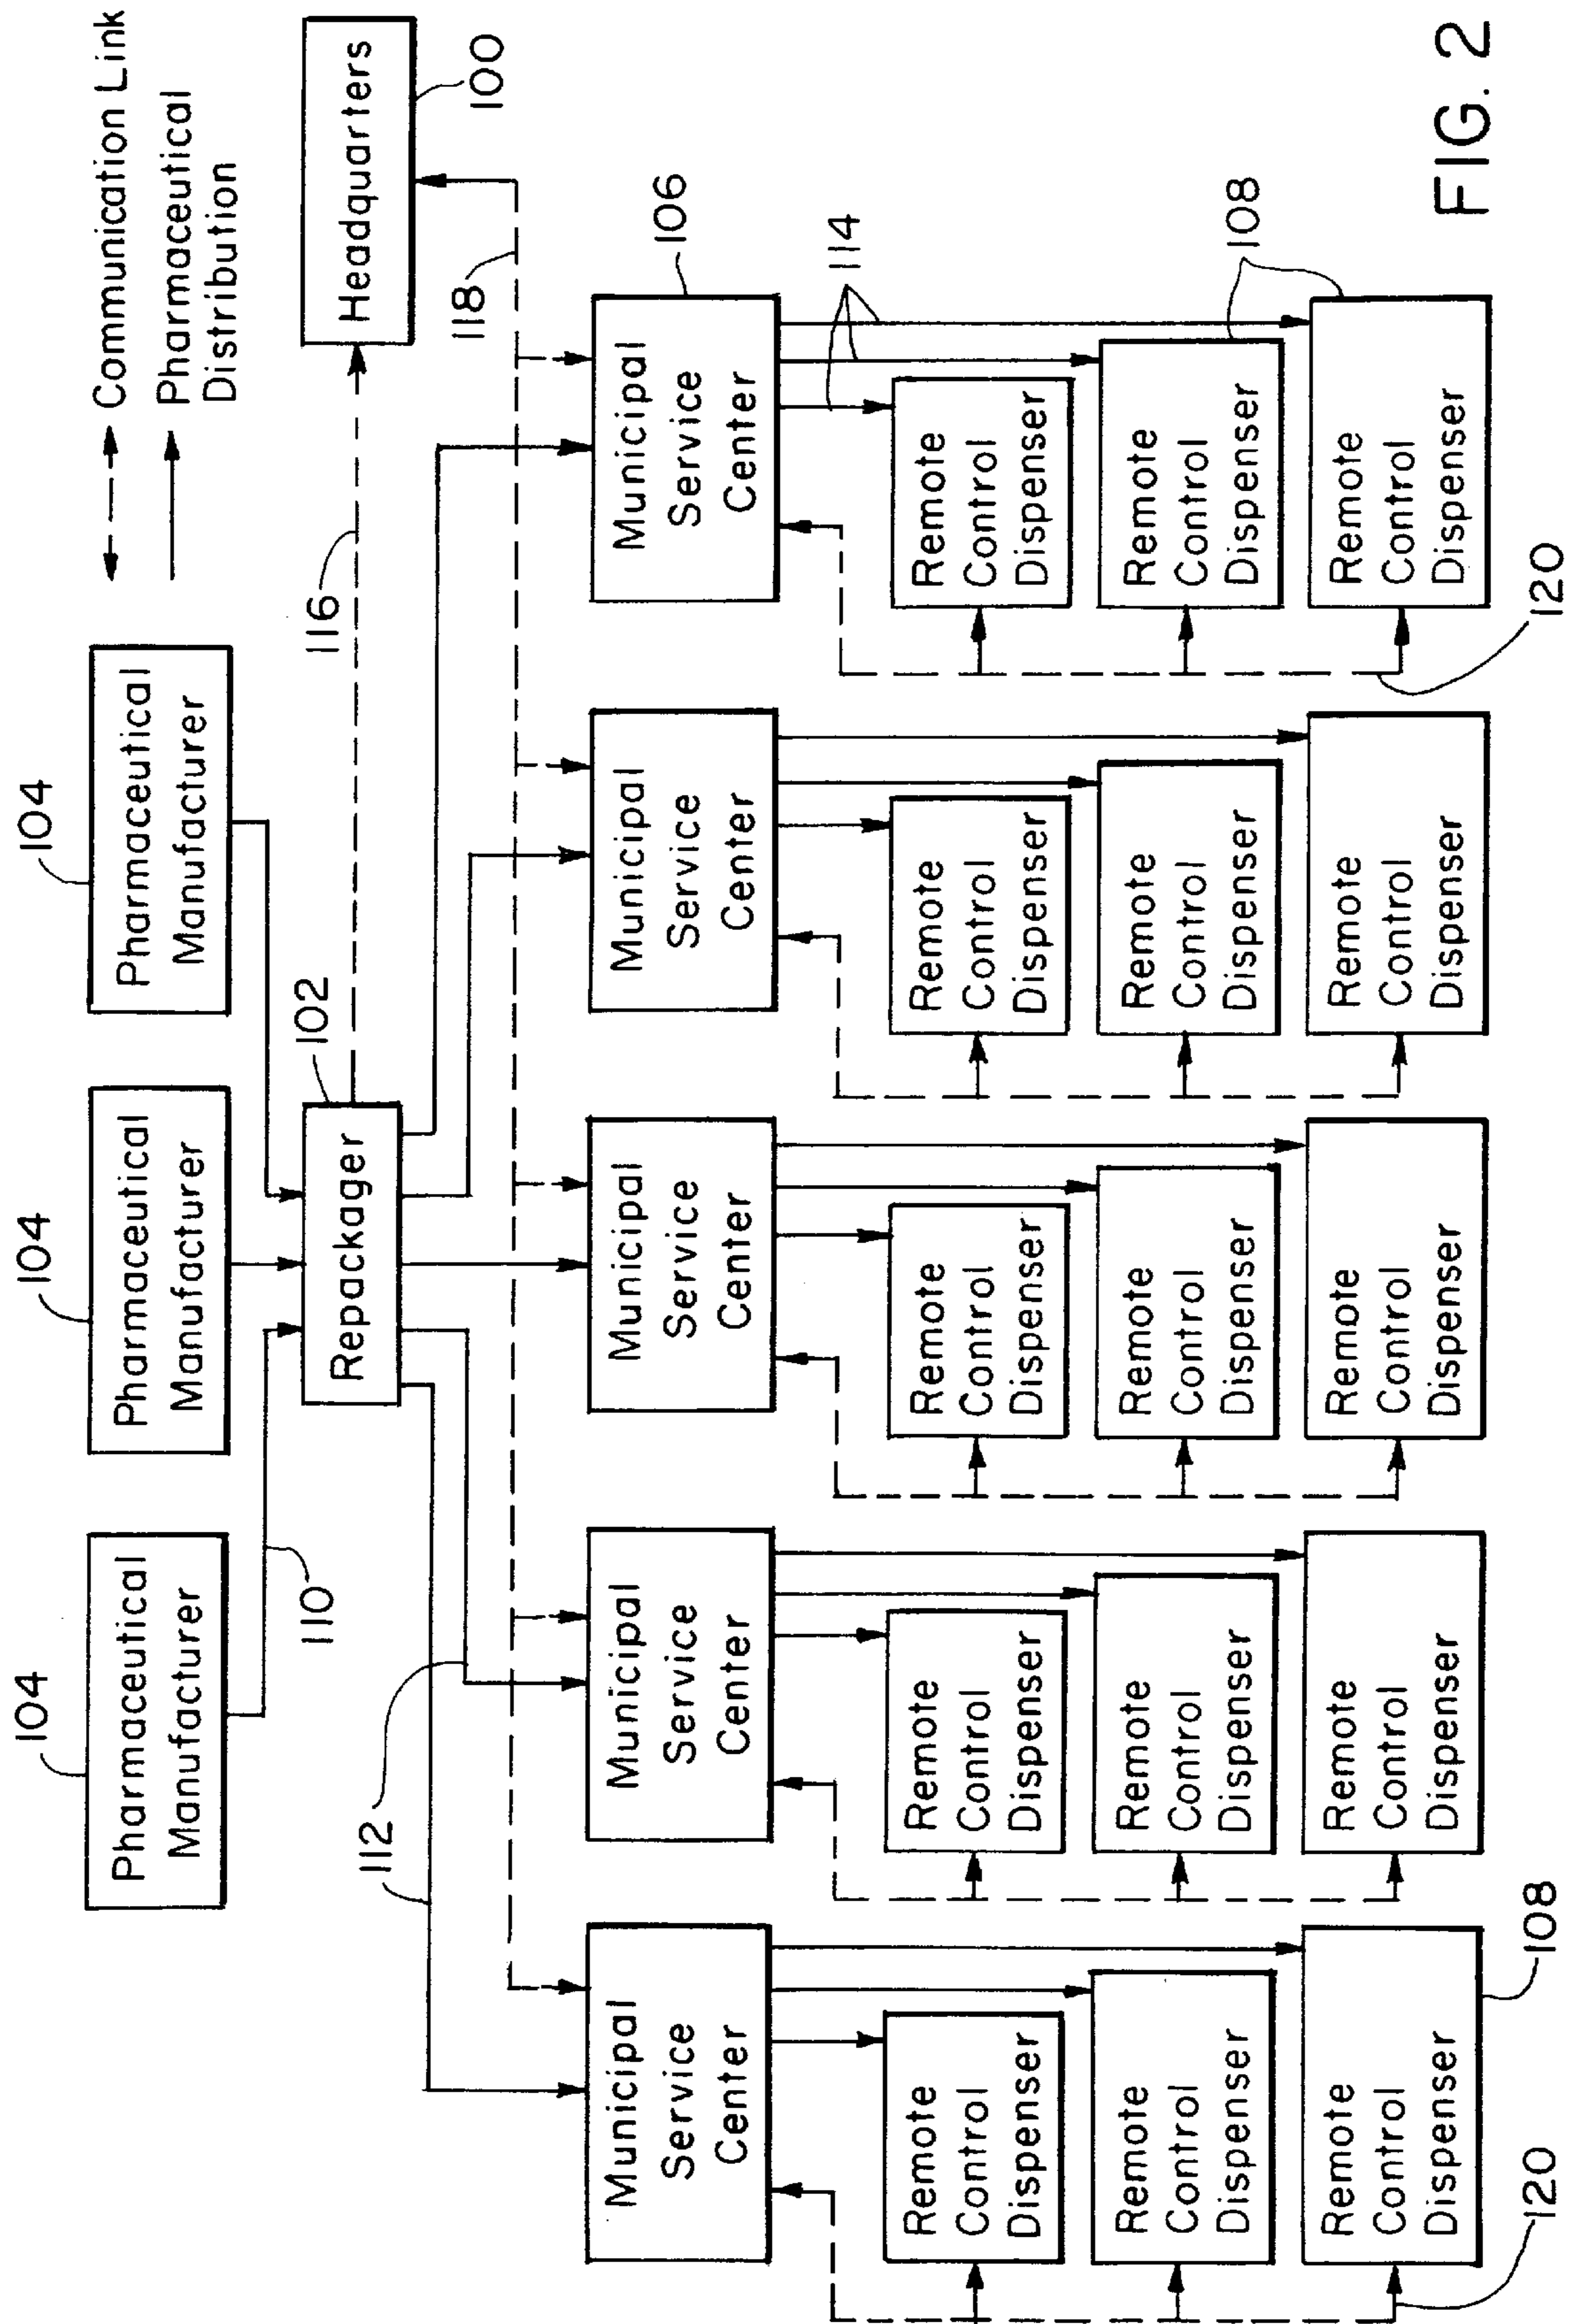 Communication Link
Pharmaceutical
Distribution
104
104
104
Pharmaceutical
Manufacturer
Pharmaceutical
Manufacturer
Pharmaceutical
Manufacturer
110
102
Repackager
116
Headquarters
100
112
118
106
Municipal
Service
Center
Municipal
Service
Center
Municipal
Service
Center
Municipal
Service
Center
Municipal
Service
Center
114
Remote
Control
Dispenser
Remote
Control
Dispenser
Remote
Control
Dispenser
Remote
Control
Dispenser
Remote
Control
Dispenser
Remote
Control
Dispenser
Remote
Control
Dispenser
Remote
Control
Dispenser
Remote
Control
Dispenser
Remote
Control
Dispenser
108
Remote
Control
Dispenser
Remote
Control
Dispenser
Remote
Control
Dispenser
Remote
Control
Dispenser
Remote
Control
Dispenser
120
108
120
FIG. 2